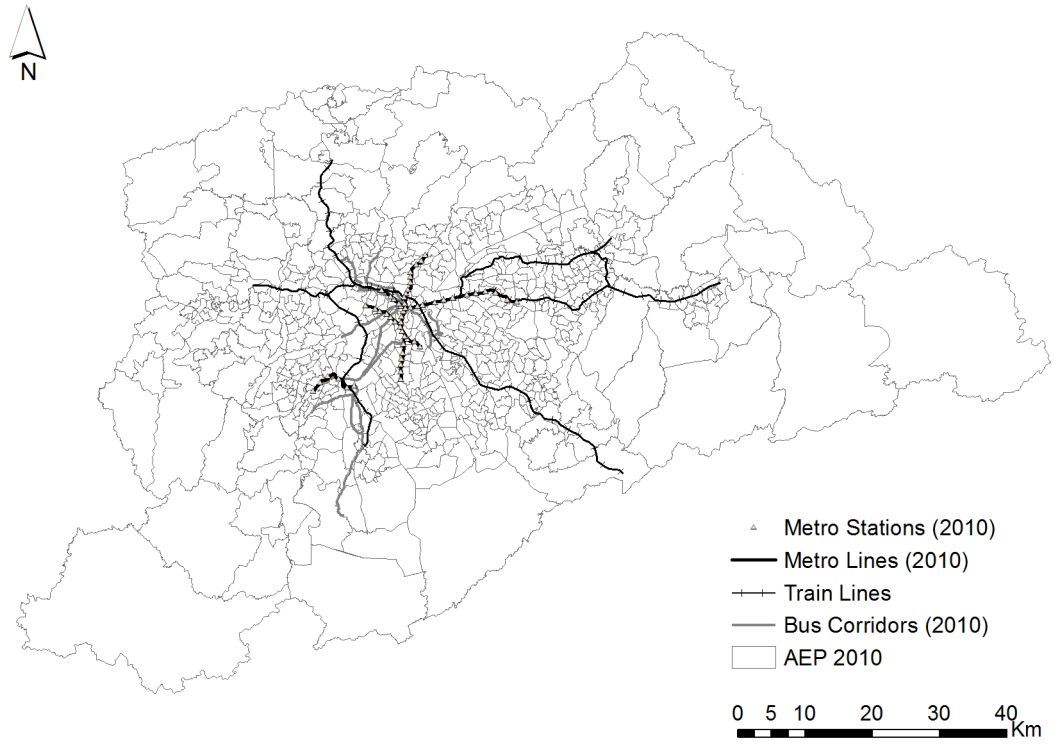 N
Metro Stations (2010)
Metro Lines (2010)
Train Lines
Bus Corridors (2010)
AEP 2010
0 5 10 20 30 40
Km